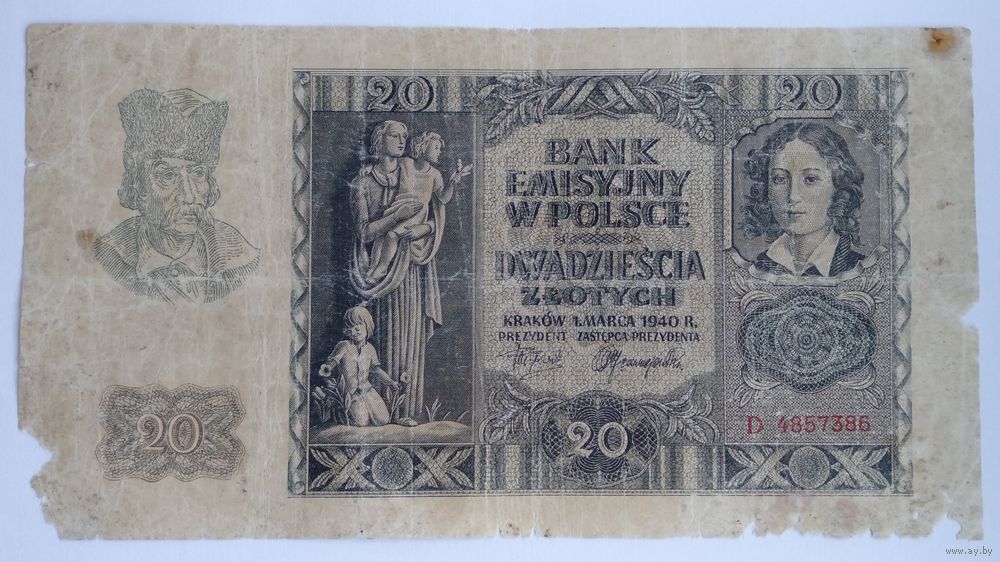 20
20
BANK
EMISYJNY
W POLSCE
DWADZIEŚCIA
ZŁOTYCH
KRAKÓW 1. MARCA 1940 R.
PREZYDENT ZASTĘPCA PREZYDENTA
20
20
D 4857386
www.ay.by